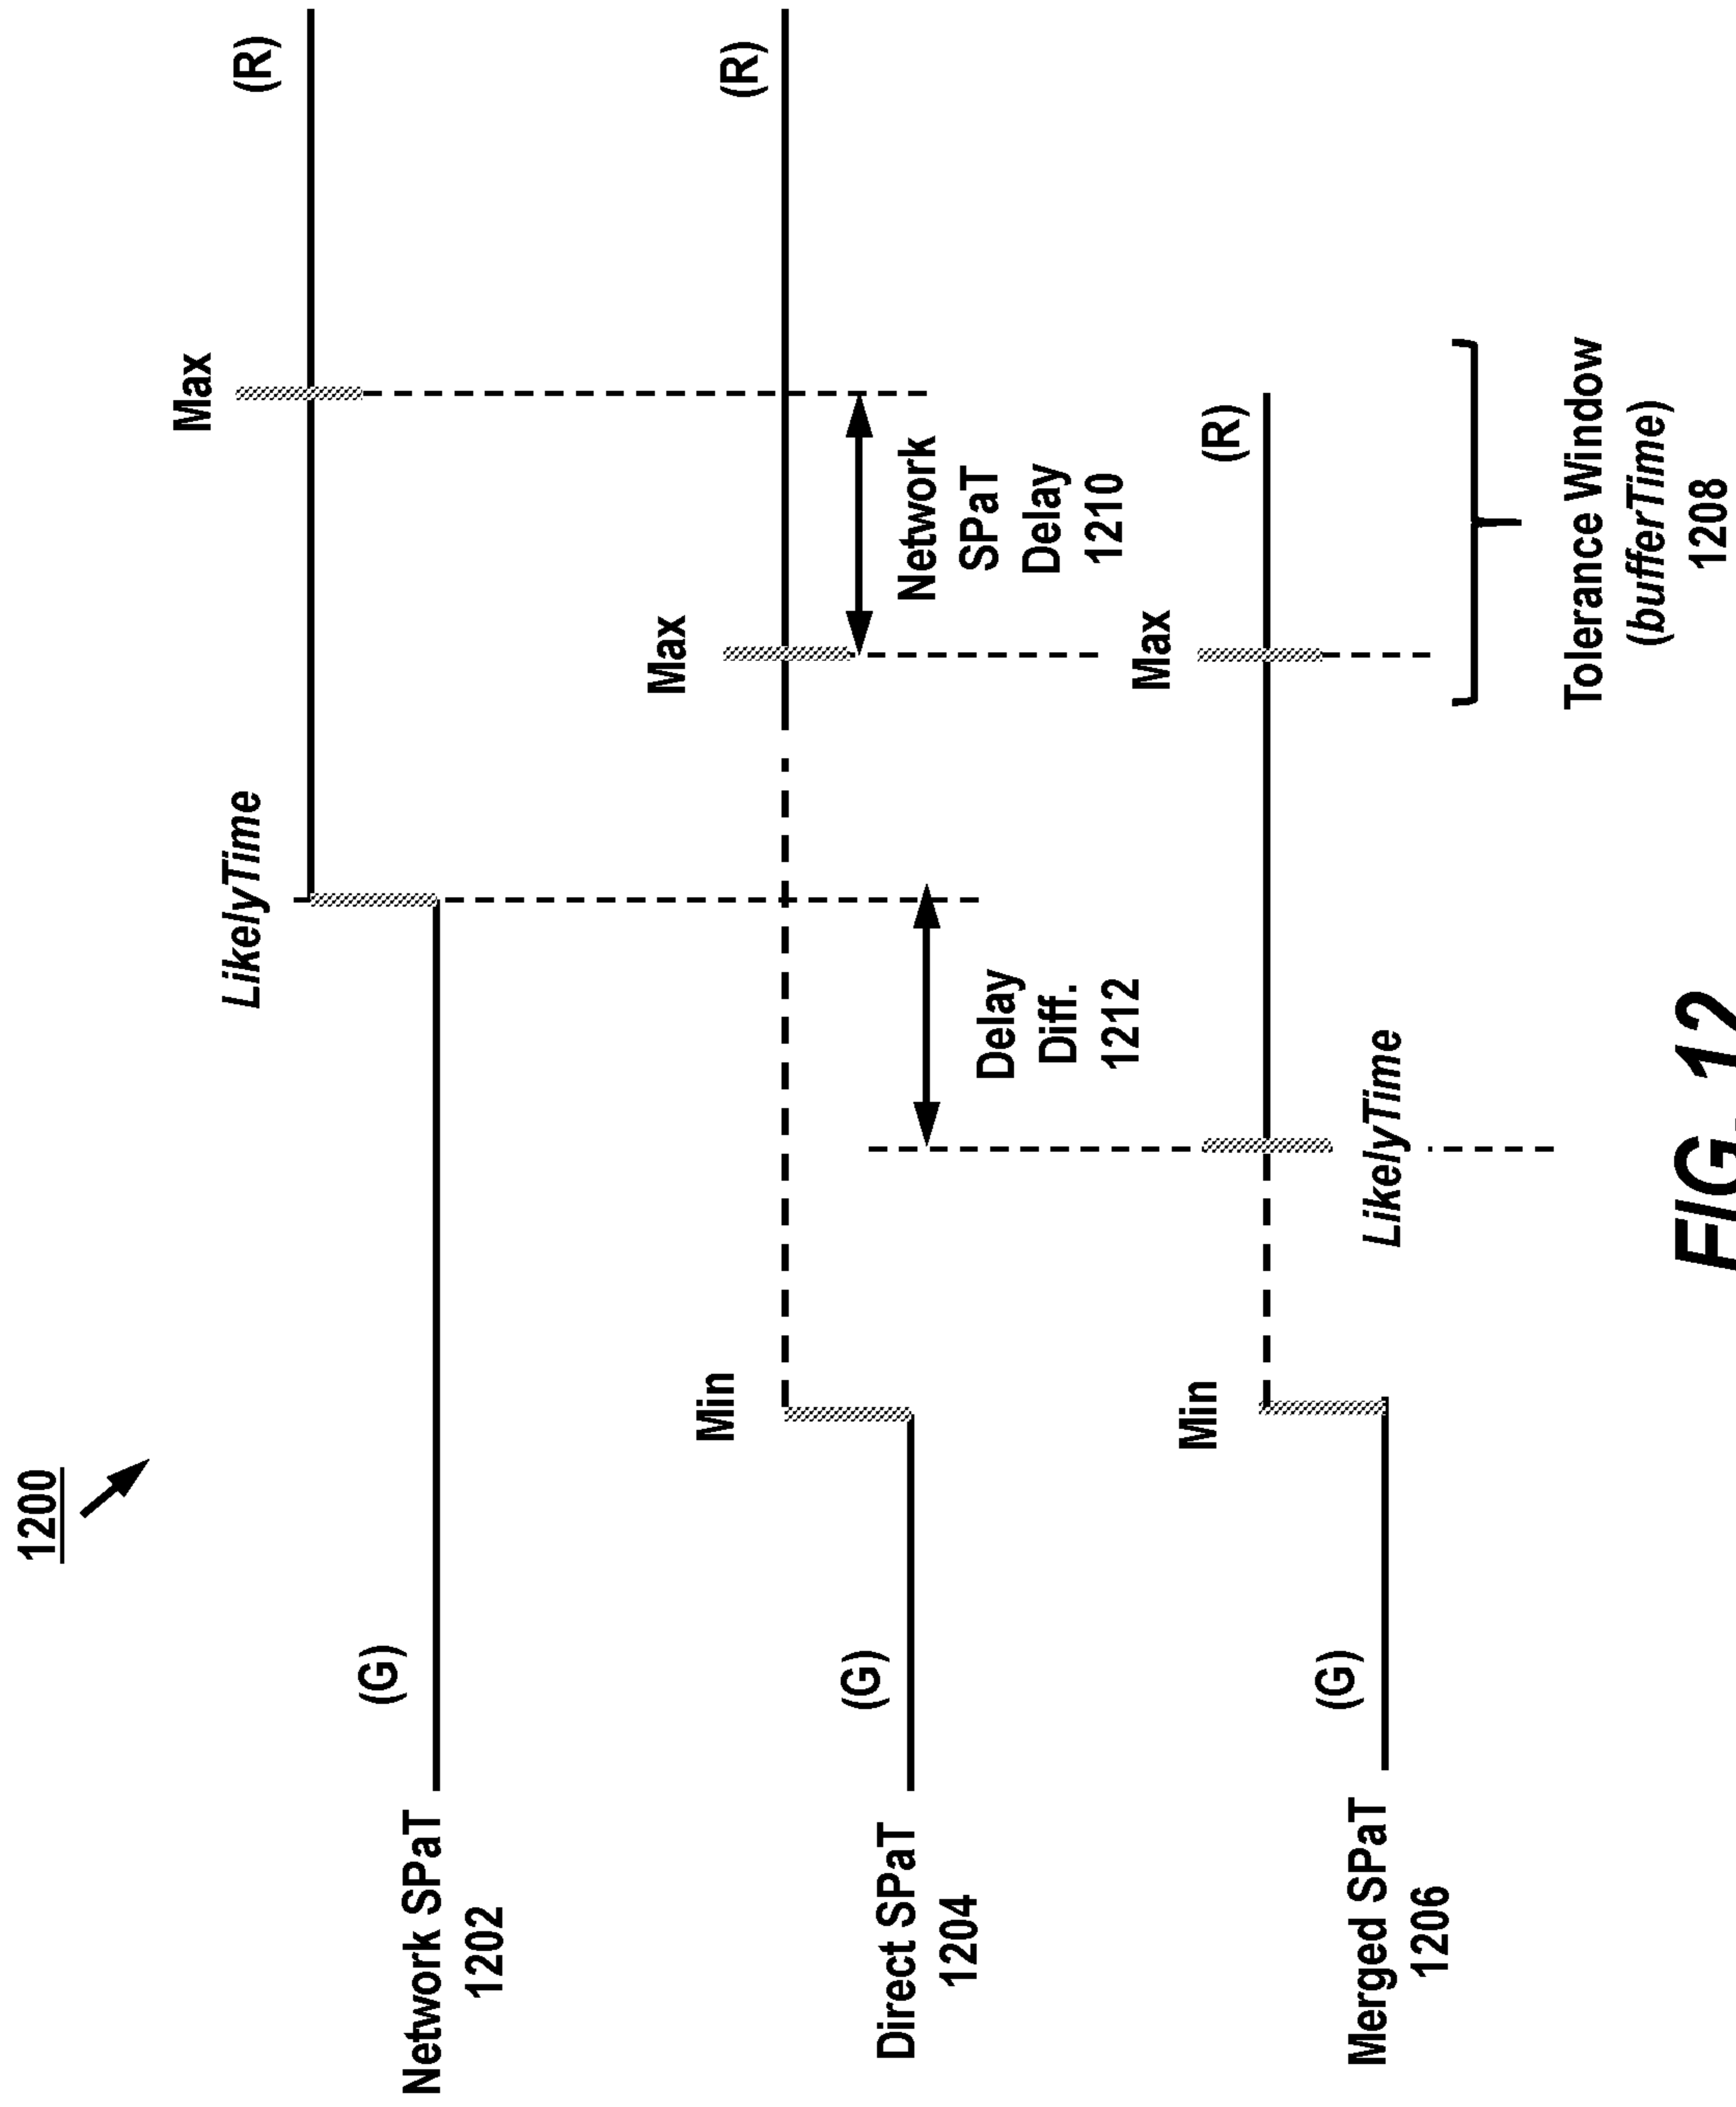 1200
Max
LikelyTime
(R)
(G)
Network SPaT
1202
Max
Min
(R)
(G)
Direct SPaT
1204
Network
SPaT
Delay
1210
Delay
Diff.
1212
Max
Min
(R)
(G)
Merged SPaT
1206
LikelyTime
Tolerance Window
(bufferTime)
1208
FIG. 12